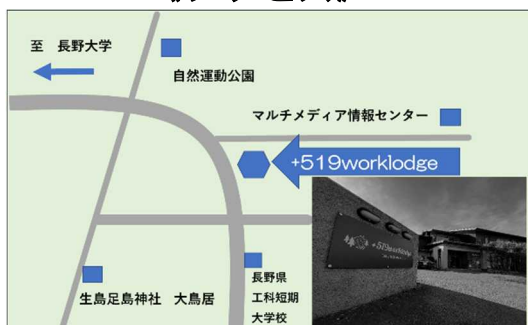 至 長野大学
自然運動公園
マルチメディア情報センター
+519worklodge
生島足島神社 大鳥居
長野県
工科短期
大学校
+519worklodge